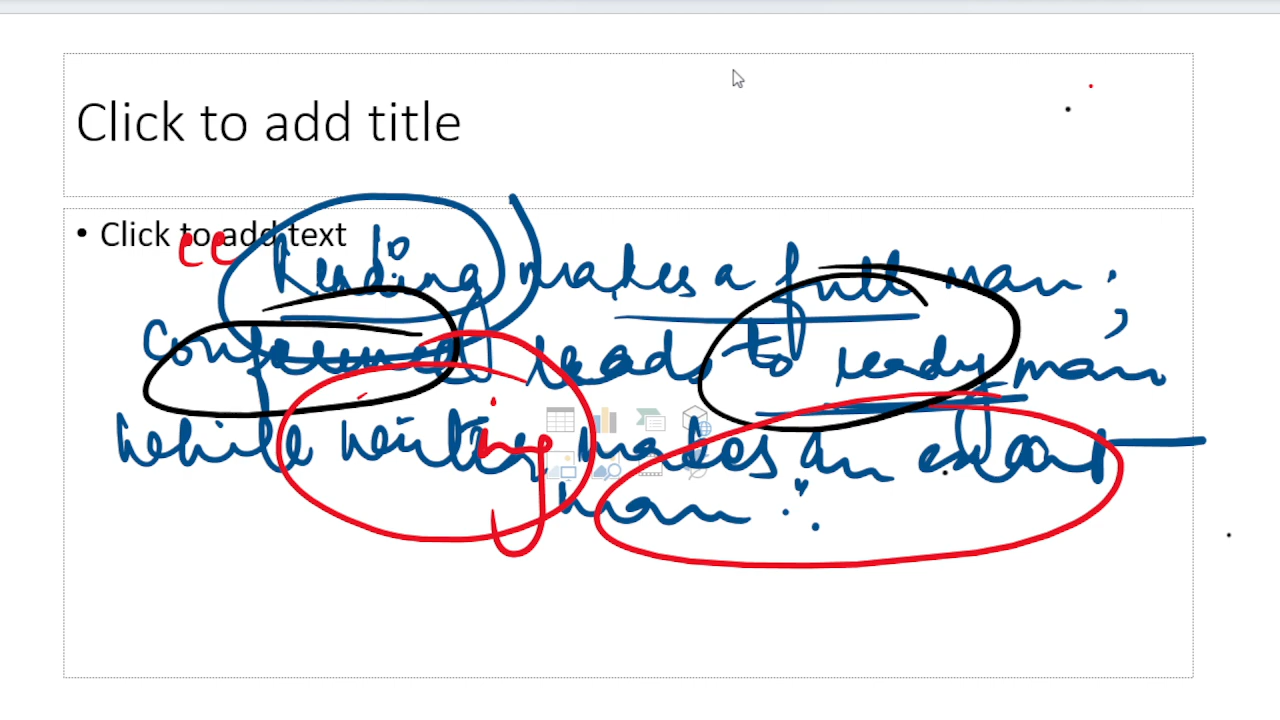 Click to add title
• Click to add text
“ Reading makes a full man ;
conference leads to ready man
while writing makes an exact
man".